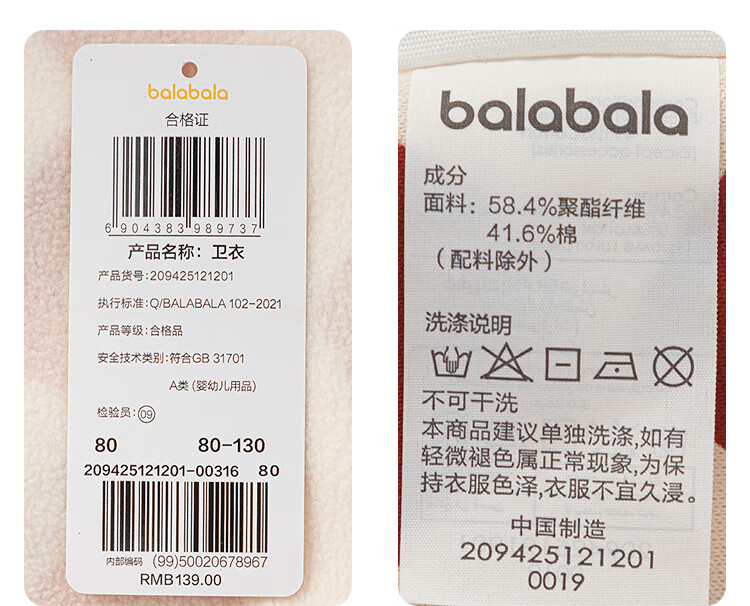 balabala
合格证
6 904383 989737
产品名称：卫衣
产品货号：209425121201
执行标准：Q/BALABALA 102-2021
产品等级：合格品
安全技术类别：符合GB 31701
A类（婴幼儿用品）
检验员：09
80 80-130
209425121201-00316 80
内部编码 (99)50020678967
RMB139.00
balabala
成分
面料：58.4%聚酯纤维
41.6%棉
（配料除外）
洗涤说明
不可干洗
本商品建议单独洗涤,如有
轻微褪色属正常现象,为保
持衣服色泽,衣服不宜久浸。
中国制造
209425121201
0019